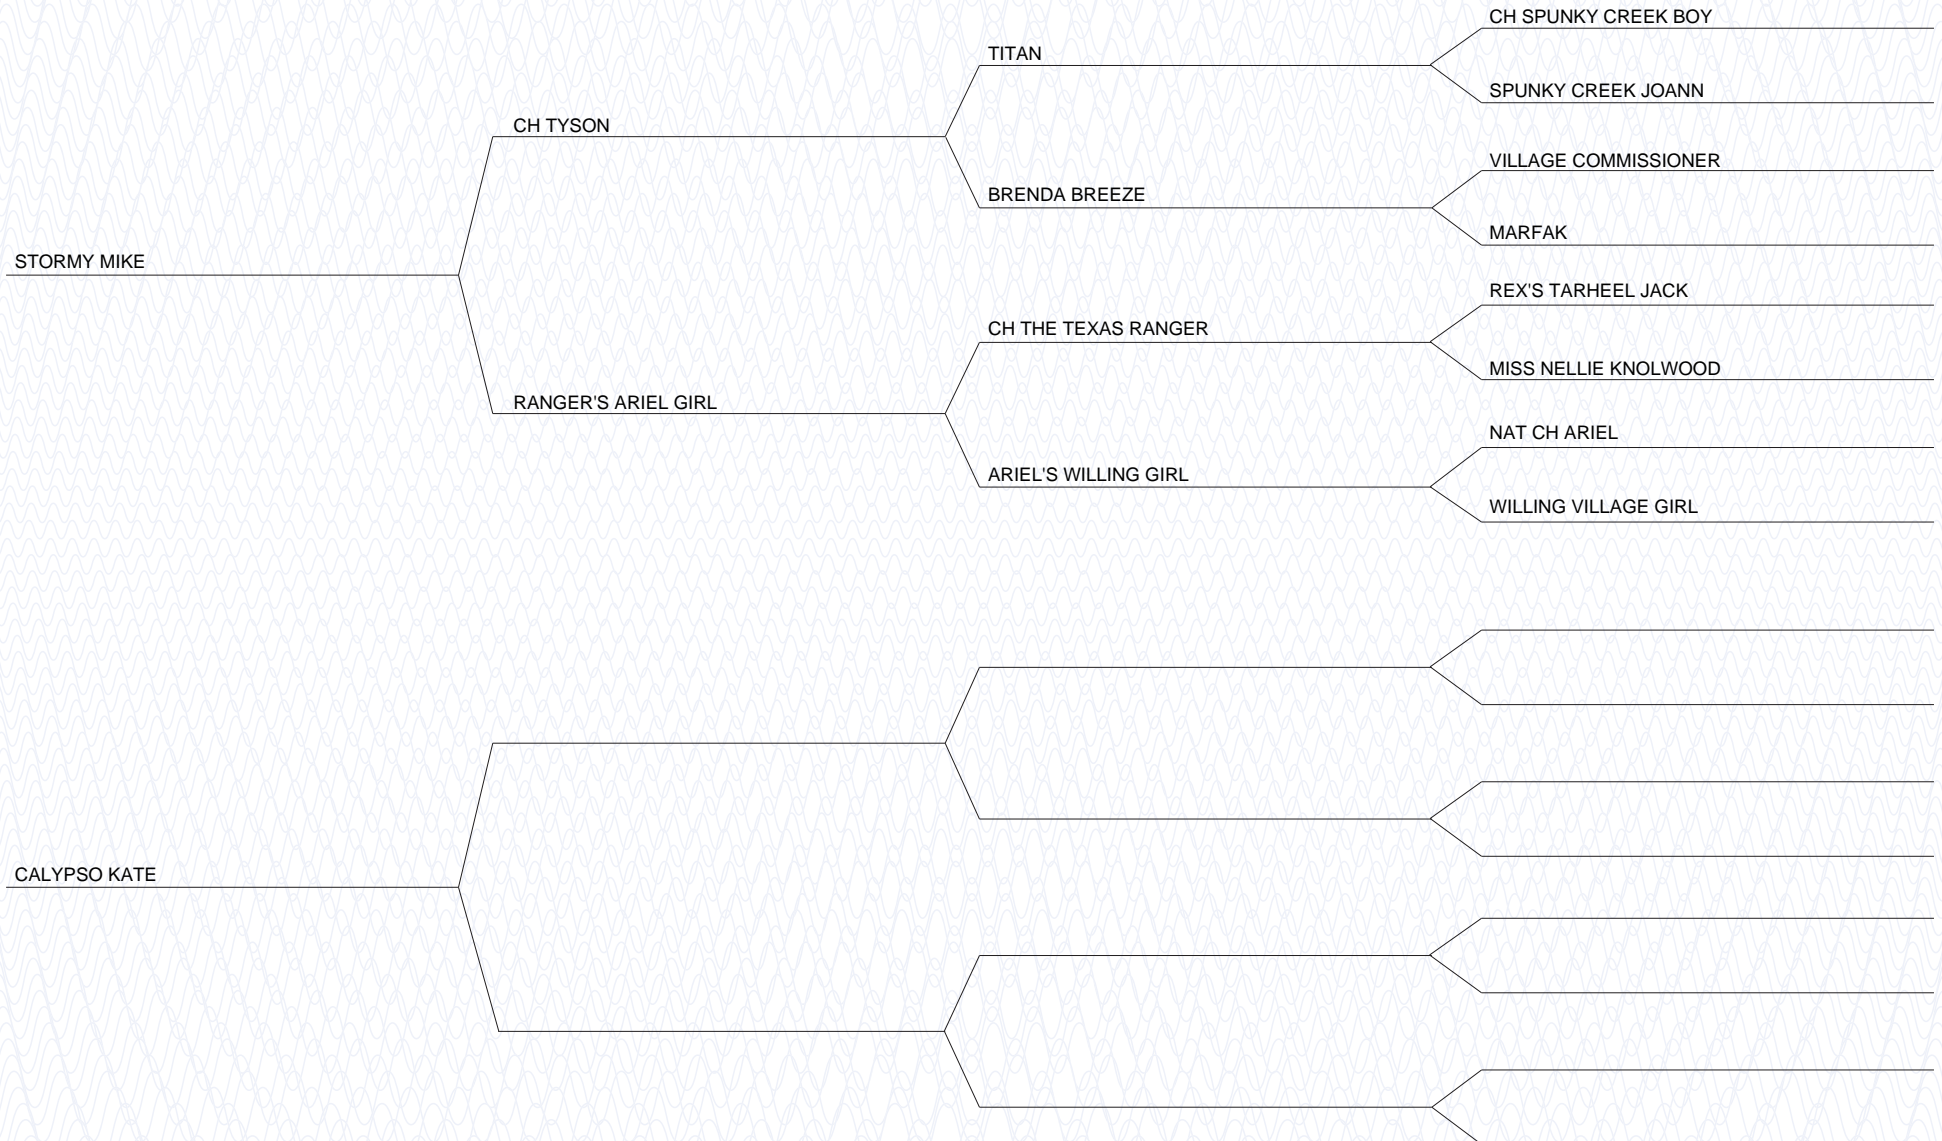 CH SPUNKY CREEK BOY
TITAN
SPUNKY CREEK JOANN
CH TYSON
VILLAGE COMMISSIONER
BRENDA BREEZE
MARFAK
STORMY MIKE
REX'S TARHEEL JACK
CH THE TEXAS RANGER
MISS NELLIE KNOLWOOD
RANGER'S ARIEL GIRL
NAT CH ARIEL
ARIEL'S WILLING GIRL
WILLING VILLAGE GIRL
CALYPSO KATE